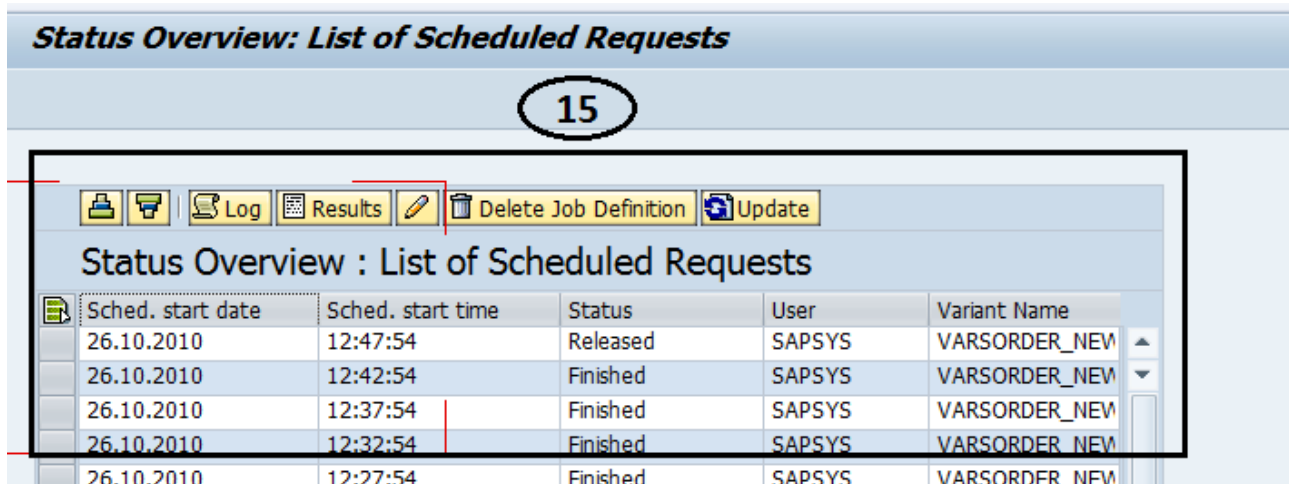 Status Overview: List of Scheduled Requests
15
Log Results Delete Job Definition Update
Status Overview : List of Scheduled Requests
Sched. start date Sched. start time Status User Variant Name
26.10.2010 12:47:54 Released SAPSYS VARSORDER_NEW
26.10.2010 12:42:54 Finished SAPSYS VARSORDER_NEW
26.10.2010 12:37:54 Finished SAPSYS VARSORDER_NEW
26.10.2010 12:32:54 Finished SAPSYS VARSORDER_NEW
26.10.2010 12:27:54 Finished SAPSYS VARSORDER_NEW